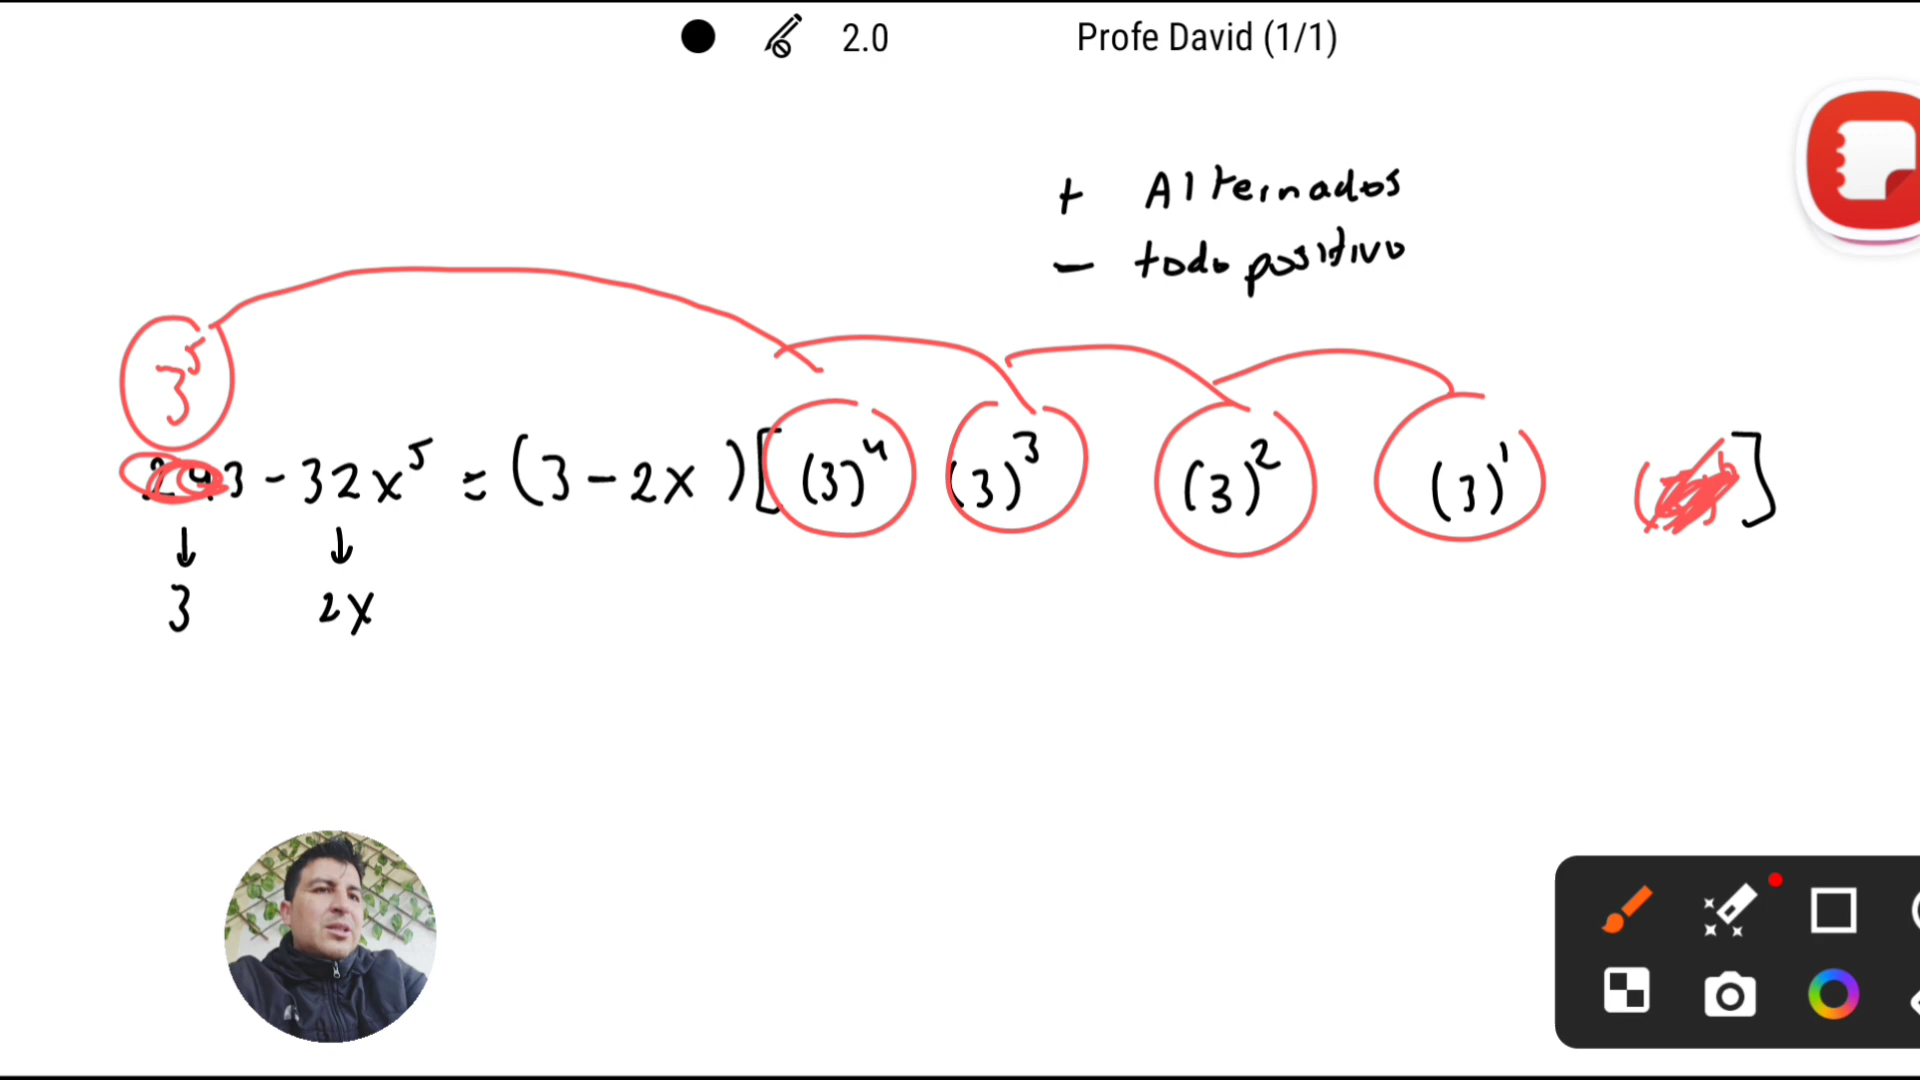 2.0 Profe David (1/1)
+ Alternados
- todo positivo
3⁵
243 - 32x⁵ = (3 - 2x)[(3)⁴ (3)³ (3)² (3)¹ ( ]
↓ ↓
3 2x